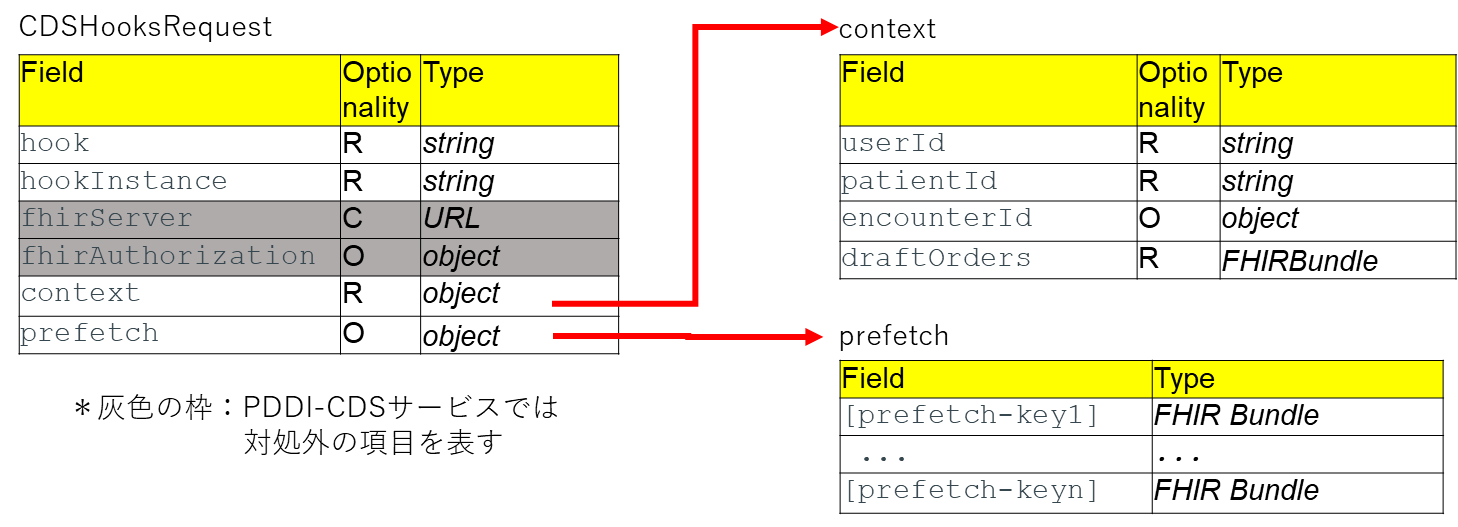 CDSHooksRequest
Field Optio Type
nality
hook R string
hookInstance R string
fhirServer C URL
fhirAuthorization O object
context R object
prefetch O object
＊灰色の枠：PDDI-CDSサービスでは
対処外の項目を表す
context
Field Optio Type
nality
userId R string
patientId R string
encounterId O object
draftOrders R FHIRBundle
prefetch
Field Type
[prefetch-key1] FHIR Bundle
... ...
[prefetch-keyn] FHIR Bundle